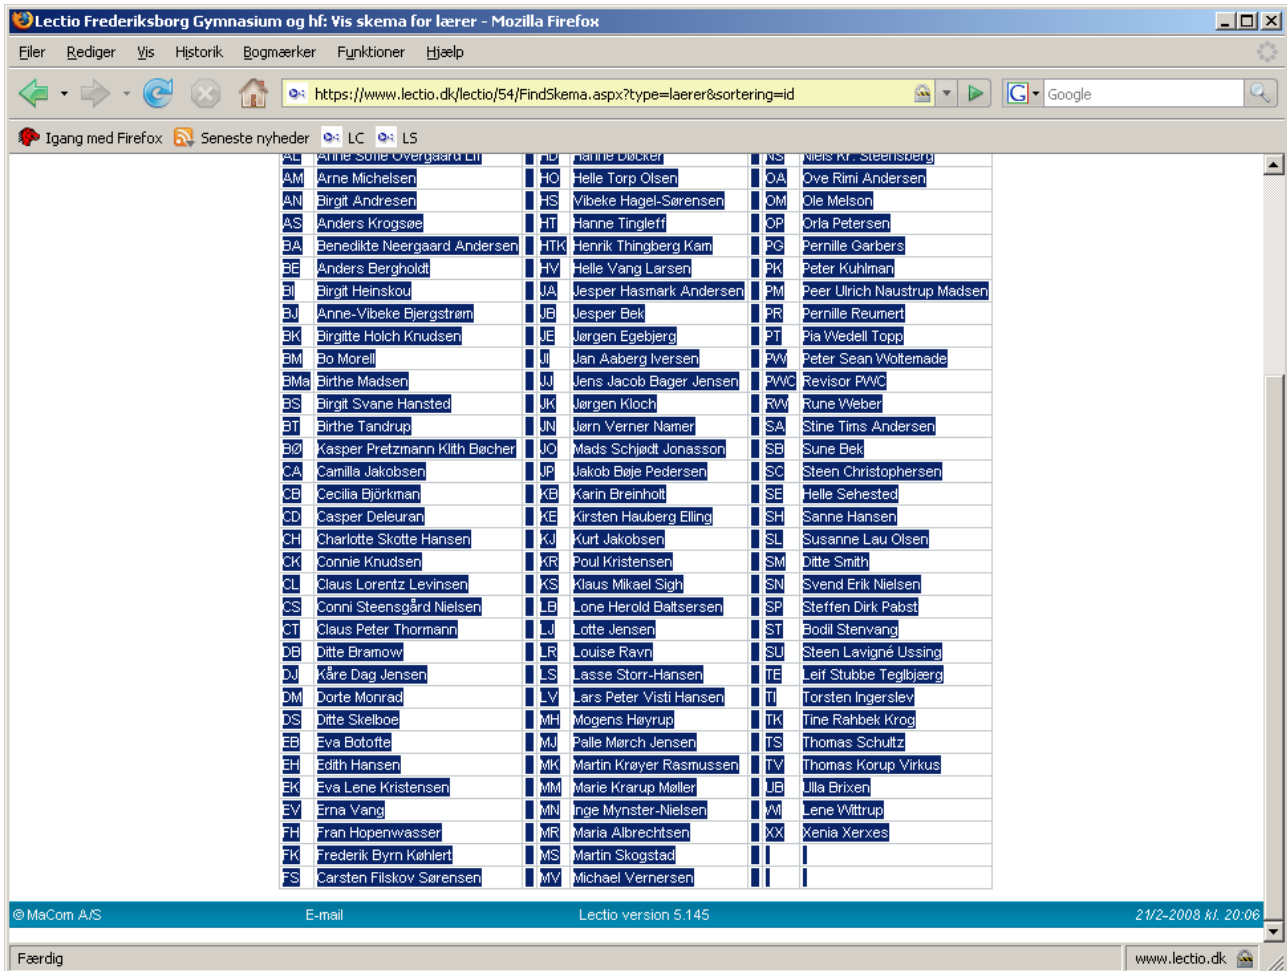 Lectio Frederiksborg Gymnasium og hf: Vis skema for lærer - Mozilla Firefox
Filer Rediger Vis Historik Bogmærker Funktioner Hjælp
https://www.lectio.dk/lectio/54/FindSkema.aspx?type=laerer&sortering=id Google
Igang med Firefox Seneste nyheder LC LS
AL Anne Sofie Overgaard HD Hanne Døcker NS Niels Kr. Steensberg
AM Arne Michelsen HO Helle Torp Olsen OA Ove Rimi Andersen
AN Birgit Andresen HS Vibeke Hagel-Sørensen OM Ole Melson
AS Anders Krogsøe HT Hanne Tingleff OP Orla Petersen
BA Benedikte Neergaard Andersen HTK Henrik Thingberg Kam PG Pernille Garbers
BE Anders Bergholdt HV Helle Vang Larsen PK Peter Kuhlman
BI Birgit Heinskou JA Jesper Hasmark Andersen PM Peer Ulrich Naustrup Madsen
BJ Anne-Vibeke Bjergstrøm JB Jesper Bek PR Pernille Reumert
BK Birgitte Holch Knudsen JE Jørgen Egebjerg PT Pia Wedell Topp
BM Bo Morell JI Jan Aaberg Iversen PW Peter Sean Woltemade
BMa Birthe Madsen JJ Jens Jacob Bager Jensen PWC Revisor PWC
BS Birgit Svane Hansted JK Jørgen Kloch RW Rune Weber
BT Birthe Tandrup JN Jørn Verner Namer SA Stine Tims Andersen
BØ Kasper Pretzmann Klith Bøcher JO Mads Schjødt Jonasson SB Sune Bek
CA Camilla Jakobsen JP Jakob Bøje Pedersen SC Steen Christophersen
CB Cecilia Björkman KB Karin Breinholt SE Helle Sehested
CD Casper Deleuran KE Kirsten Hauberg Elling SH Sanne Hansen
CH Charlotte Skotte Hansen KJ Kurt Jakobsen SL Susanne Lau Olsen
CK Connie Knudsen KR Poul Kristensen SM Ditte Smith
CL Claus Lorentz Levinsen KS Klaus Mikael Sigh SN Svend Erik Nielsen
CS Conni Steensgård Nielsen LB Lone Herold Baltsersen SP Steffen Dirk Pabst
CT Claus Peter Thormann LJ Lotte Jensen ST Bodil Stenvang
DB Ditte Bramow LR Louise Ravn SU Steen Lavigné Ussing
DJ Kåre Dag Jensen LS Lasse Storr-Hansen TE Leif Stubbe Teglbjærg
DM Dorte Monrad LV Lars Peter Visti Hansen TI Torsten Ingerslev
DS Ditte Skelboe MH Mogens Høyrup TK Tine Rahbek Krog
EB Eva Botofte MJ Palle Mørch Jensen TS Thomas Schultz
EH Edith Hansen MK Martin Krøyer Rasmussen TV Thomas Korup Virkus
EK Eva Lene Kristensen MM Marie Krarup Møller UB Ulla Brixen
EV Erna Vang MN Inge Mynster-Nielsen WI Lene Wittrup
FH Fran Hopenwasser MR Maria Albrechtsen XX Xenia Xerxes
FK Frederik Byrn Køhlert MS Martin Skogstad
FS Carsten Filskov Sørensen MV Michael Vernersen
© MaCom A/S E-mail Lectio version 5.145 21/2-2008 kl. 20:06
Færdig www.lectio.dk